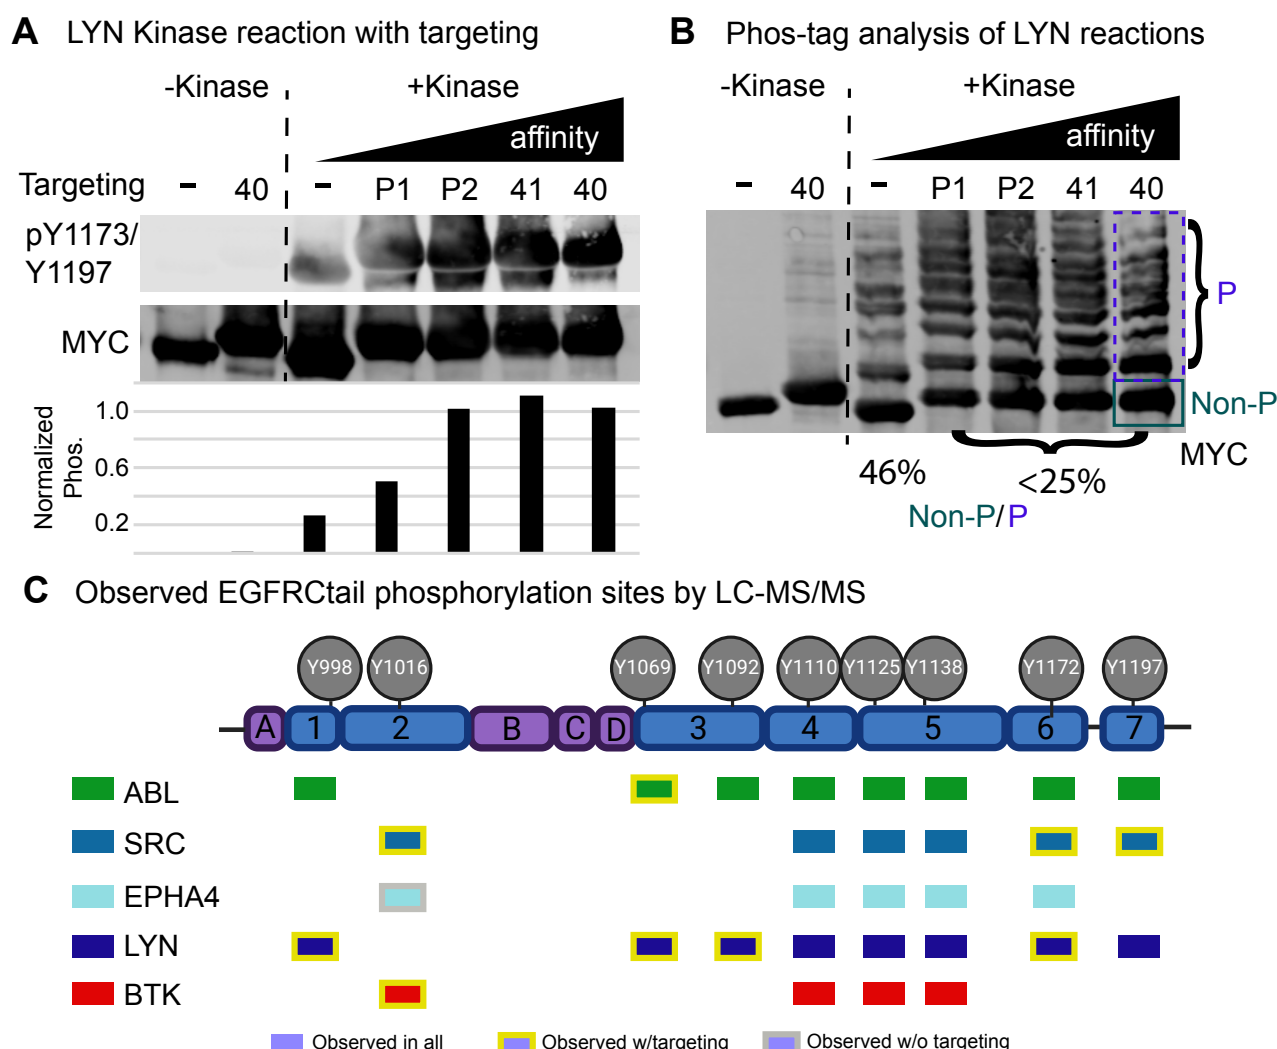 A LYN Kinase reaction with targeting
-Kinase +Kinase
affinity
Targeting - 40 - P1 P2 41 40
pY1173/
Y1197
MYC
Normalized
Phos.
1.0
0.6
0.2
B Phos-tag analysis of LYN reactions
-Kinase +Kinase
affinity
- 40 - P1 P2 41 40
P
Non-P
MYC
46% <25%
Non-P/P
C Observed EGFRCtail phosphorylation sites by LC-MS/MS
Y998 Y1016 Y1069 Y1092 Y1110 Y1125 Y1138 Y1172 Y1197
A 1 2 B C D 3 4 5 6 7
ABL
SRC
EPHA4
LYN
BTK
Observed in all Observed w/targeting Observed w/o targeting